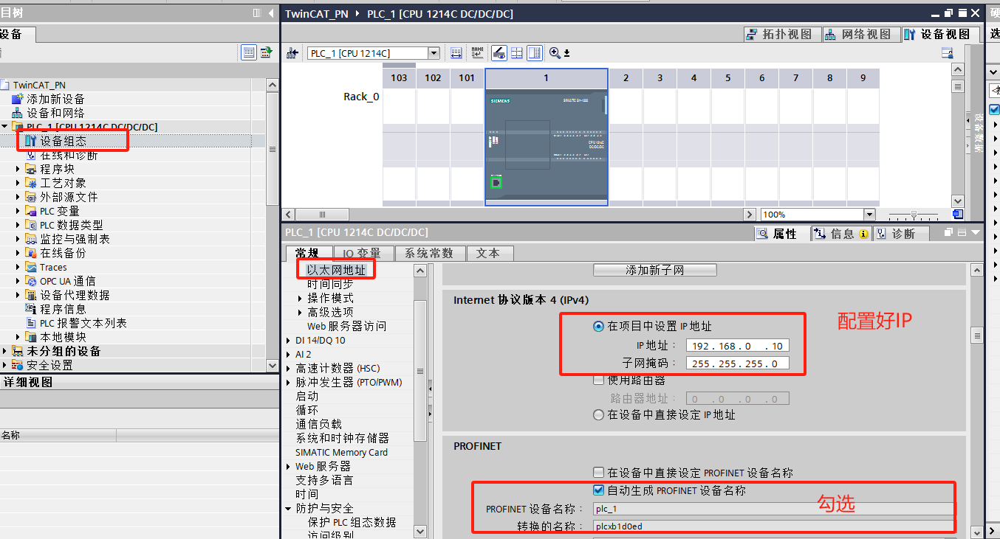 目树
设备
TwinCAT_PN
添加新设备
设备和网络
PLC_1 [CPU 1214C DC/DC/DC]
设备组态
在线和诊断
程序块
工艺对象
外部源文件
PLC 变量
PLC 数据类型
监控与强制表
在线备份
Traces
OPC UA 通信
设备代理数据
程序信息
PLC 报警文本列表
本地模块
未分组的设备
安全设置
详细视图
名称
TwinCAT_PN PLC_1 [CPU 1214C DC/DC/DC]
拓扑视图 网络视图 设备视图
PLC_1 [CPU 1214C]
103 102 101 1 2 3 4 5 6 7 8 9
Rack_0
SIEMENS SIMATIC S7-1200
CPU 1214C
DC/DC/DC
100%
PLC_1 [CPU 1214C DC/DC/DC]
属性 信息 诊断
常规 IO 变量 系统常数 文本
以太网地址
时间同步
操作模式
高级选项
Web 服务器访问
DI 14/DQ 10
AI 2
高速计数器 (HSC)
脉冲发生器 (PTO/PWM)
启动
循环
通信负载
系统和时钟存储器
SIMATIC Memory Card
Web 服务器
支持多语言
时间
防护与安全
保护 PLC 组态数据
访问级别
添加新子网
Internet 协议版本 4 (IPv4)
在项目中设置 IP 地址
IP 地址： 192 . 168 . 0 . 10
子网掩码： 255 . 255 . 255 . 0
配置好IP
使用路由器
路由器地址： 0 . 0 . 0 . 0
在设备中直接设定 IP 地址
PROFINET
在设备中直接设定 PROFINET 设备名称
自动生成 PROFINET 设备名称
PROFINET 设备名称： plc_1
勾选
转换的名称： plcxb1d0ed
设备数据
硬
选